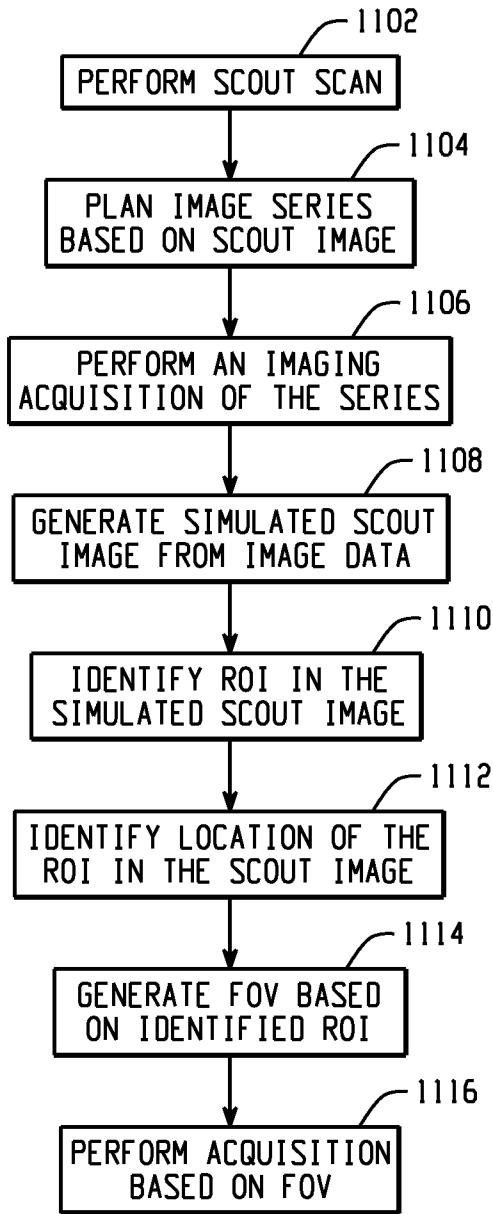 1102
PERFORM SCOUT SCAN
1104
PLAN IMAGE SERIES
BASED ON SCOUT IMAGE
1106
PERFORM AN IMAGING
ACQUISITION OF THE SERIES
1108
GENERATE SIMULATED SCOUT
IMAGE FROM IMAGE DATA
1110
IDENTIFY ROI IN THE
SIMULATED SCOUT IMAGE
1112
IDENTIFY LOCATION OF THE
ROI IN THE SCOUT IMAGE
1114
GENERATE FOV BASED
ON IDENTIFIED ROI
1116
PERFORM ACQUISITION
BASED ON FOV